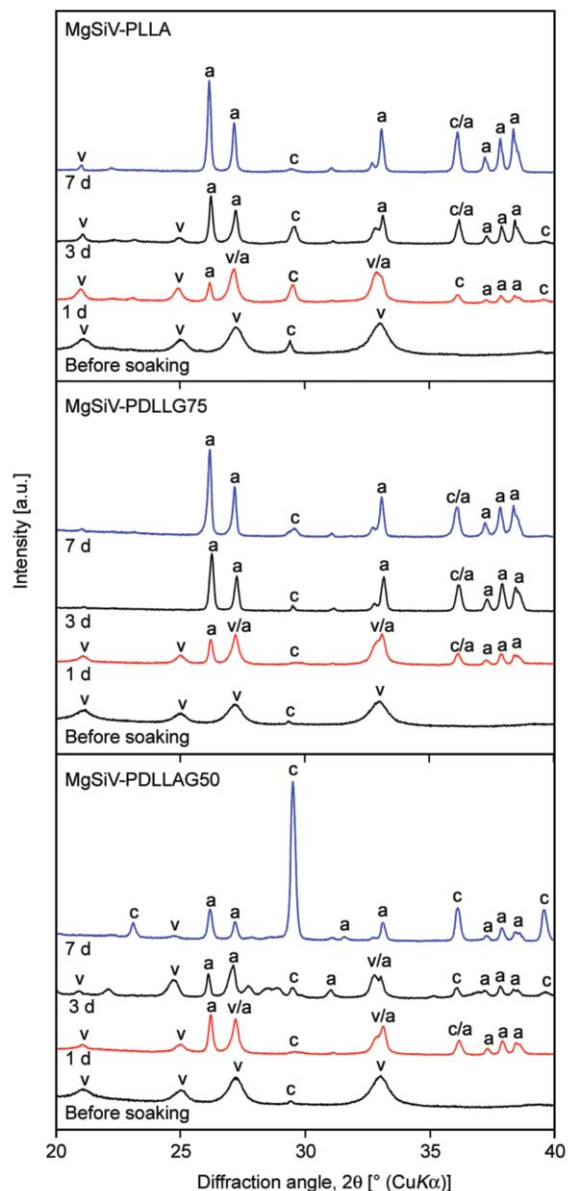 MgSiV-PLLA
a
a
a
c/a
a
a
a
v
c
7 d
a
a
a
c/a
a
a
a
v
v
c
c
3 d
v
v
a
v/a
c
v/a
c
a
a
a
c
1 d
v
v
v
c
v
Before soaking
MgSiV-PDLLG75
a
a
a
c/a
a
a
a
c
7 d
a
a
a
c/a
a
a
a
c
3 d
v
v
a
v/a
v/a
c/a
a
a
a
c
1 d
v
v
v
c
v
Before soaking
MgSiV-PDLLAG50
c
c
v
a
a
a
a
c
a
a
a
c
7 d
v
v
a
a
c
a
v/a
c
a
a
a
c
3 d
v
v
a
v/a
c
v/a
c/a
a
a
a
1 d
v
v
v
c
v
Before soaking
Intensity [a.u.]
20 25 30 35 40
Diffraction angle, 2θ [° (CuKα)]